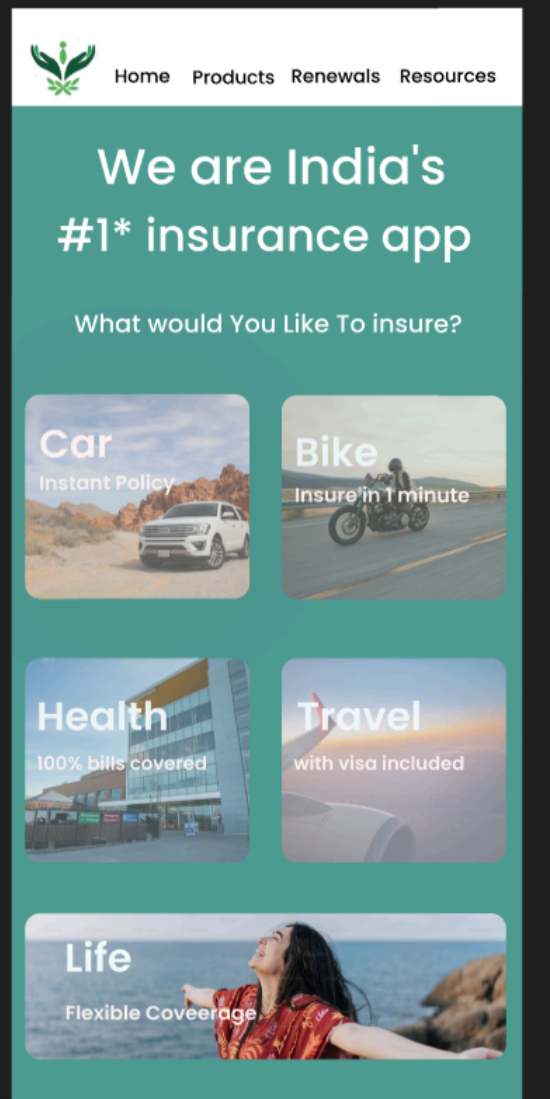 Home Products Renewals Resources
We are India's
#1* insurance app
What would You Like To insure?
Car
Instant Policy
Bike
Insure in 1 minute
Health
100% bills covered
Travel
with visa included
Life
Flexible Coveerage